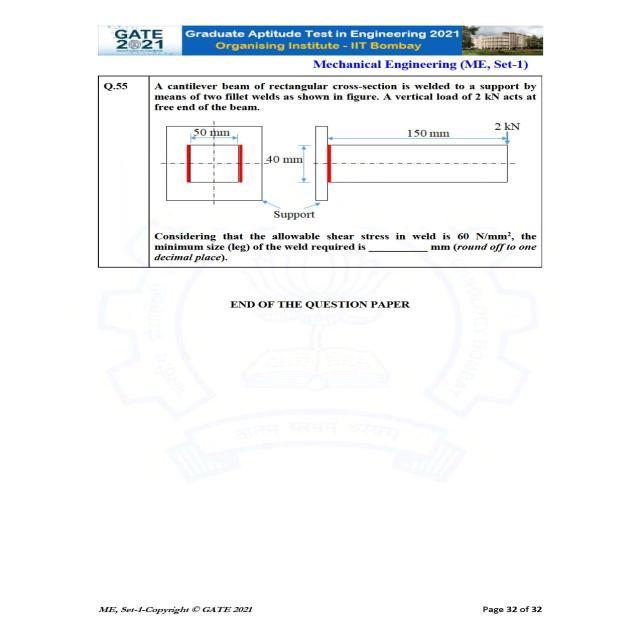 GATE
2021
Graduate Aptitude Test in Engineering 2021
Organising Institute - IIT Bombay
Mechanical Engineering (ME, Set-1)
Q.55
A cantilever beam of rectangular cross-section is welded to a support by
means of two fillet welds as shown in figure. A vertical load of 2 kN acts at
free end of the beam.
50 mm
40 mm
150 mm
2 kN
Support
Considering that the allowable shear stress in weld is 60 N/mm², the
minimum size (leg) of the weld required is __________ mm (round off to one
decimal place).
END OF THE QUESTION PAPER
ME, Set-1-Copyright © GATE 2021
Page 32 of 32